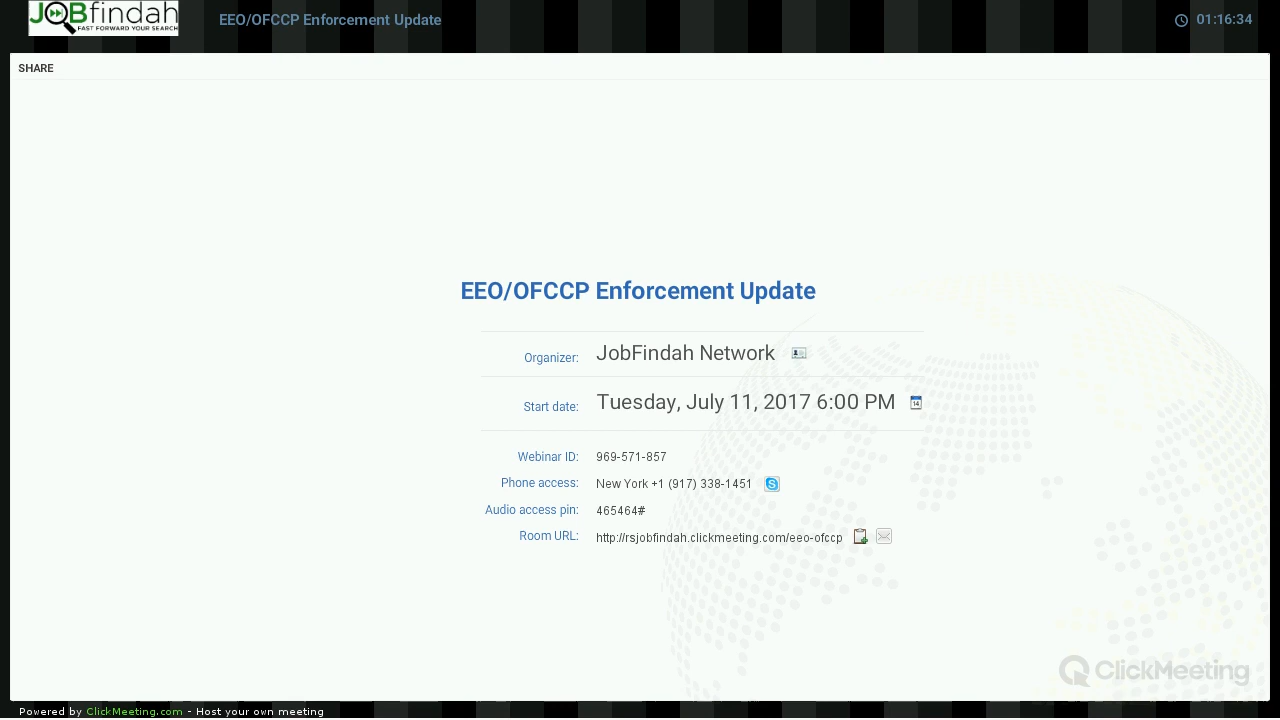 JOBfindah
FAST FORWARD YOUR SEARCH
EEO/OFCCP Enforcement Update
01:16:34
SHARE
EEO/OFCCP Enforcement Update
Organizer: JobFindah Network
Start date: Tuesday, July 11, 2017 6:00 PM
14
Webinar ID: 969-571-857
Phone access: New York +1 (917) 338-1451
Audio access pin: 465464#
Room URL: http://rsjobfindah.clickmeeting.com/eeo-ofccp
ClickMeeting
Powered by ClickMeeting.com - Host your own meeting